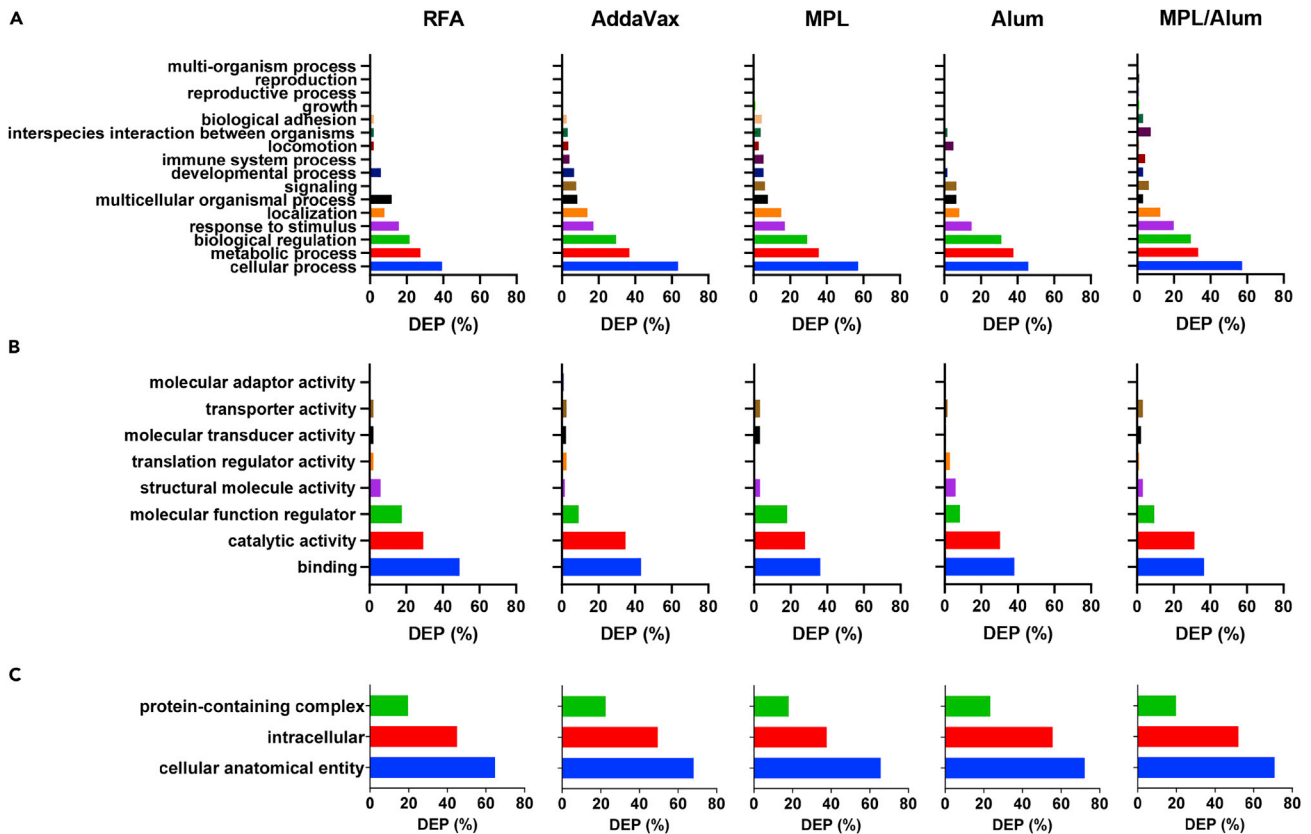 A
RFA AddaVax MPL Alum MPL/Alum
multi-organism process
reproduction
reproductive process
growth
biological adhesion
interspecies interaction between organisms
locomotion
immune system process
developmental process
signaling
multicellular organismal process
localization
response to stimulus
biological regulation
metabolic process
cellular process
0 20 40 60 80 0 20 40 60 80 0 20 40 60 80 0 20 40 60 80 0 20 40 60 80
DEP (%) DEP (%) DEP (%) DEP (%) DEP (%)
B
molecular adaptor activity
transporter activity
molecular transducer activity
translation regulator activity
structural molecule activity
molecular function regulator
catalytic activity
binding
0 20 40 60 80 0 20 40 60 80 0 20 40 60 80 0 20 40 60 80 0 20 40 60 80
DEP (%) DEP (%) DEP (%) DEP (%) DEP (%)
C
protein-containing complex
intracellular
cellular anatomical entity
0 20 40 60 80 0 20 40 60 80 0 20 40 60 80 0 20 40 60 80 0 20 40 60 80
DEP (%) DEP (%) DEP (%) DEP (%) DEP (%)